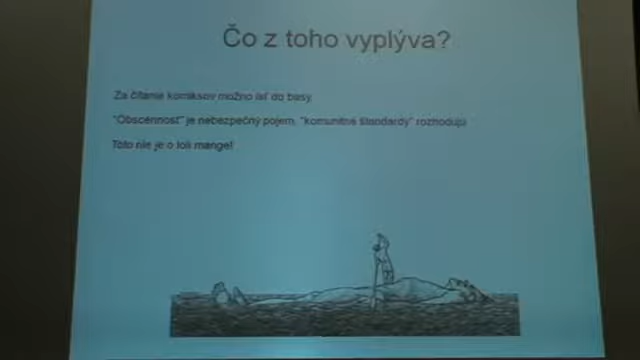 Čo z toho vyplýva?
Za čítanie komiksov možno ísť do basy.
"Obscénnosť" je nebezpečný pojem, "komunitné štandardy" rozhodujú
Toto nie je o loli mange!